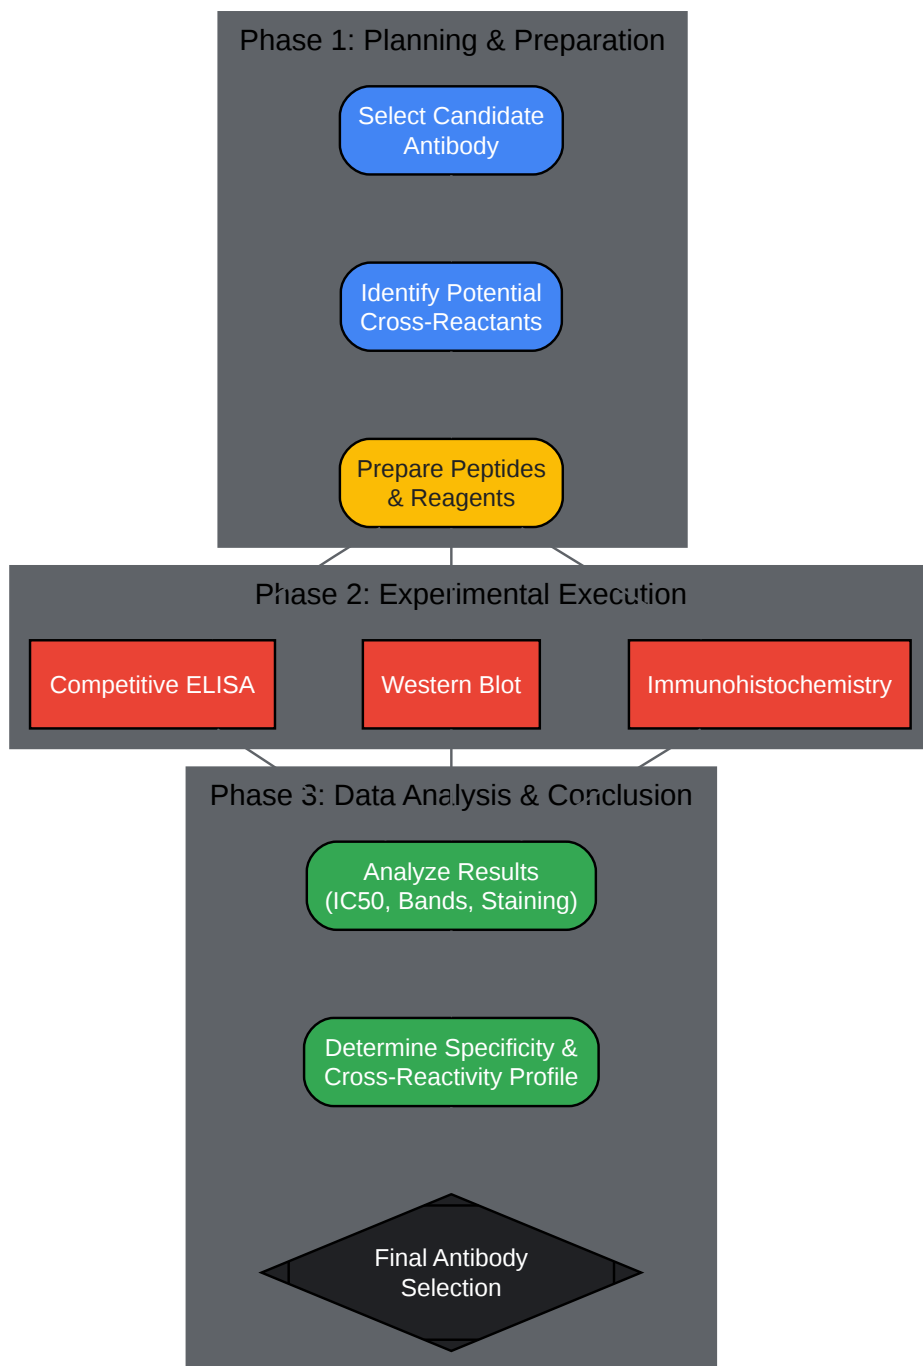 Phase 1: Planning & Preparation
Select Candidate
Antibody
Identify Potential
Cross-Reactants
Prepare Peptides
& Reagents
Phase 2: Experimental Execution
Competitive ELISA
Western Blot
Immunohistochemistry
Phase 3: Data Analysis & Conclusion
Analyze Results
(IC50, Bands, Staining)
Determine Specificity &
Cross-Reactivity Profile
Final Antibody
Selection